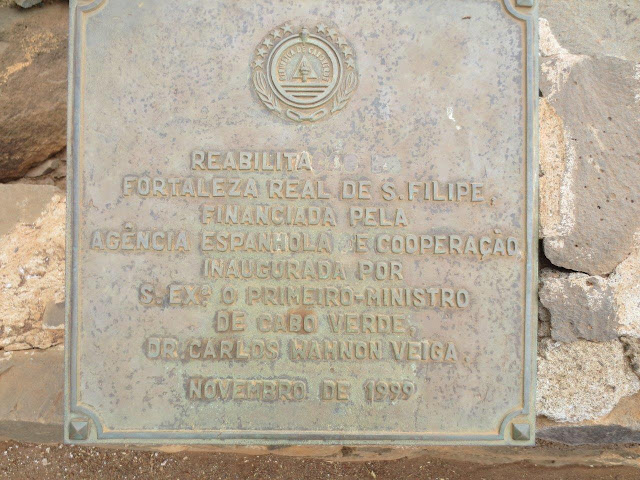 REABILITA
FORTALEZA REAL DE S. FILIPE,
FINANCIADA PELA
AGÊNCIA ESPANHOLA E COOPERAÇÃO
INAUGURADA POR
S. EXª O PRIMEIRO-MINISTRO
DE CABO VERDE,
DR. CARLOS WAHNON VEIGA.
NOVEMBRO DE 1999